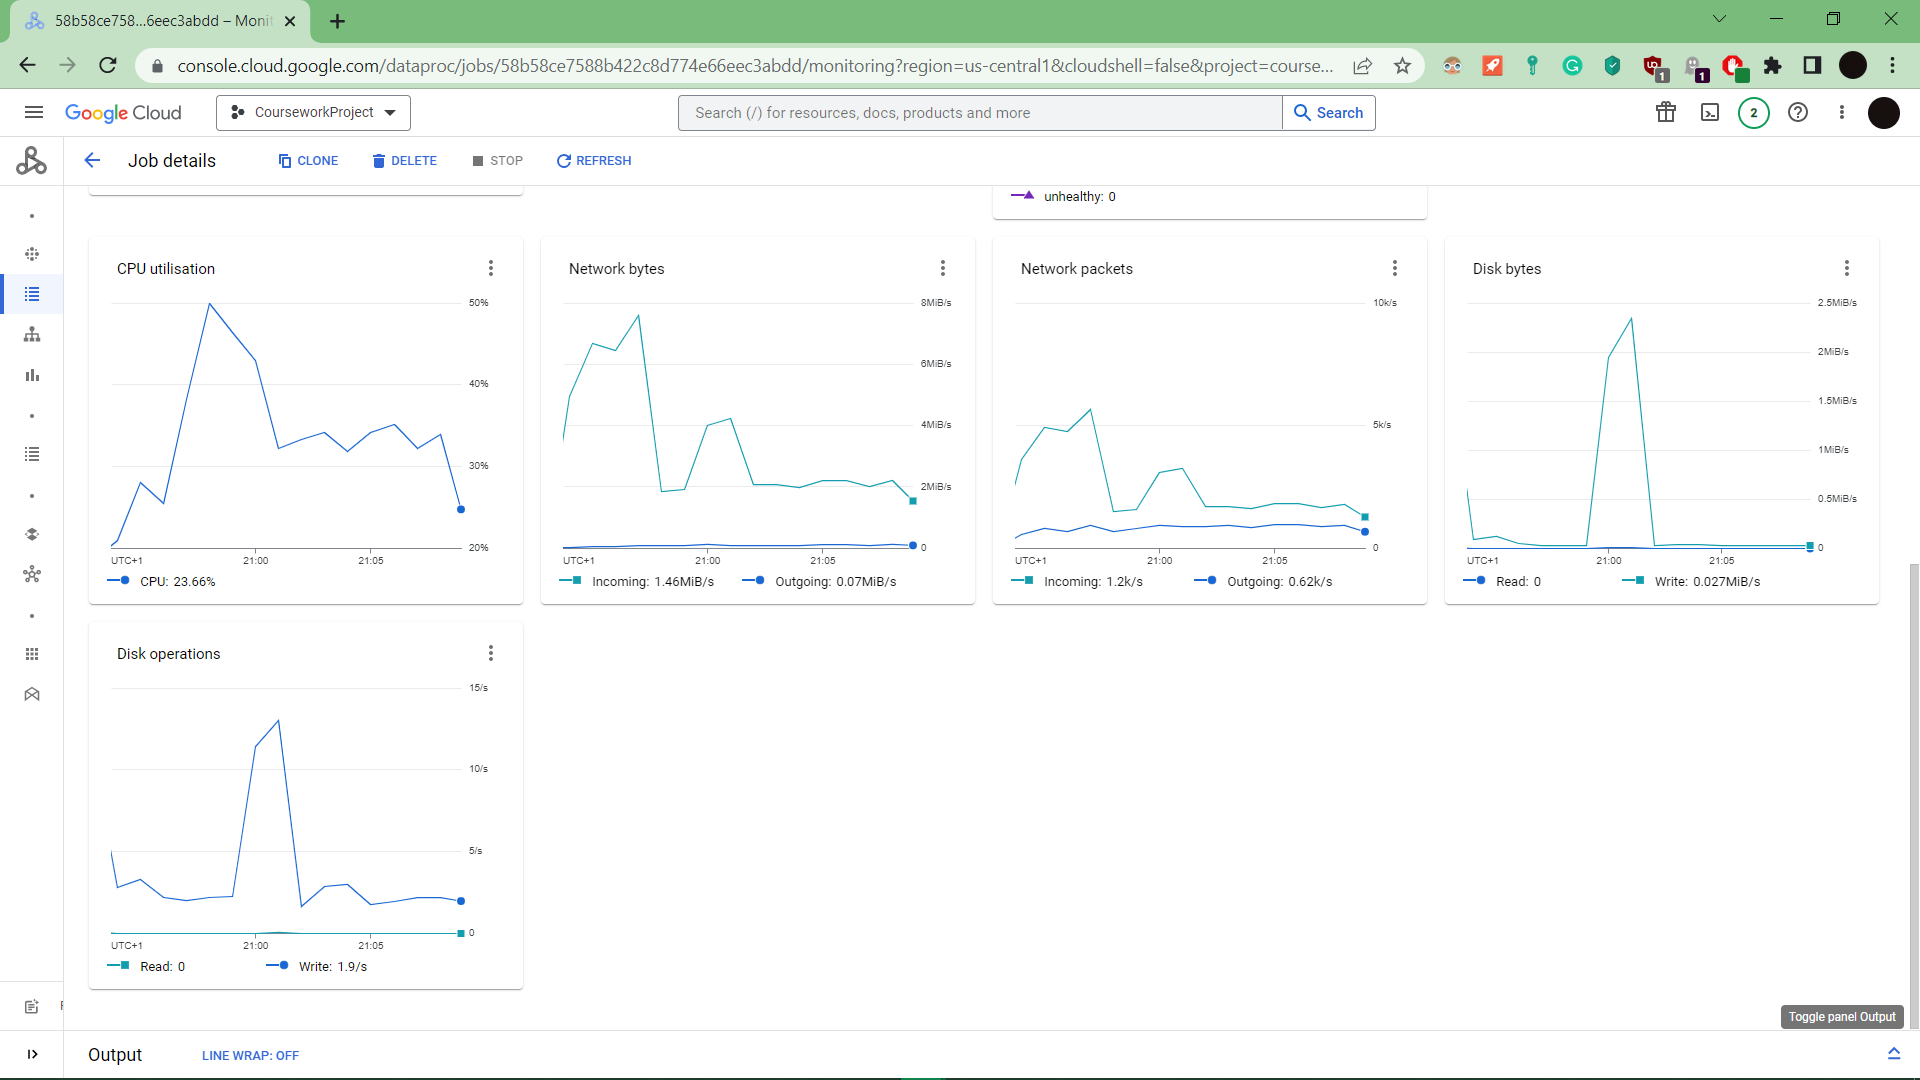 58b58ce758...6eec3abdd – Monit
console.cloud.google.com/dataproc/jobs/58b58ce7588b422c8d774e66eec3abdd/monitoring?region=us-central1&cloudshell=false&project=course...
1
1
Google Cloud
CourseworkProject
Search (/) for resources, docs, products and more
Search
2
Job details
CLONE
DELETE
STOP
REFRESH
unhealthy: 0
CPU utilisation
50%
40%
30%
20%
UTC+1
21:00
21:05
CPU: 23.66%
Network bytes
8MiB/s
6MiB/s
4MiB/s
2MiB/s
0
UTC+1
21:00
21:05
Incoming: 1.46MiB/s
Outgoing: 0.07MiB/s
Network packets
10k/s
5k/s
0
UTC+1
21:00
21:05
Incoming: 1.2k/s
Outgoing: 0.62k/s
Disk bytes
2.5MiB/s
2MiB/s
1.5MiB/s
1MiB/s
0.5MiB/s
0
UTC+1
21:00
21:05
Read: 0
Write: 0.027MiB/s
Disk operations
15/s
10/s
5/s
0
UTC+1
21:00
21:05
Read: 0
Write: 1.9/s
Toggle panel Output
Output
LINE WRAP: OFF